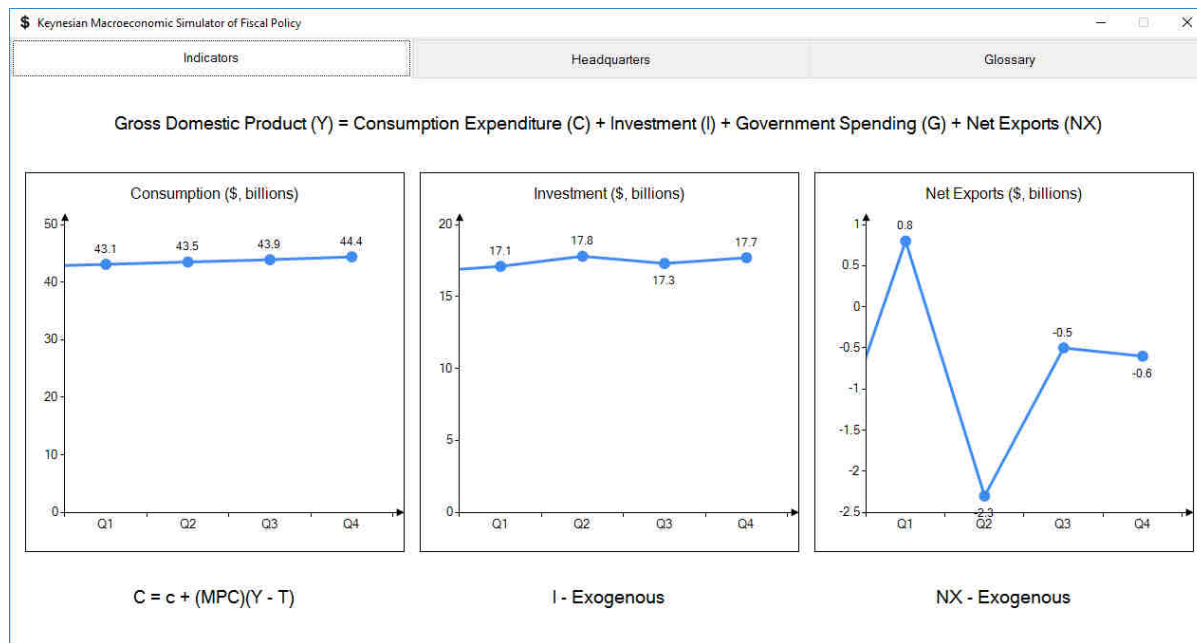 $ Keynesian Macroeconomic Simulator of Fiscal Policy
Indicators
Headquarters
Glossary
Gross Domestic Product (Y) = Consumption Expenditure (C) + Investment (I) + Government Spending (G) + Net Exports (NX)
Consumption ($, billions)
50
40
30
20
10
0
43.1
43.5
43.9
44.4
Q1
Q2
Q3
Q4
C = c + (MPC)(Y - T)
Investment ($, billions)
20
15
10
5
0
17.1
17.8
17.3
17.7
Q1
Q2
Q3
Q4
I - Exogenous
Net Exports ($, billions)
1
0.5
0
-0.5
-1
-1.5
-2
-2.5
0.8
-2.3
-0.5
-0.6
Q1
Q2
Q3
Q4
NX - Exogenous